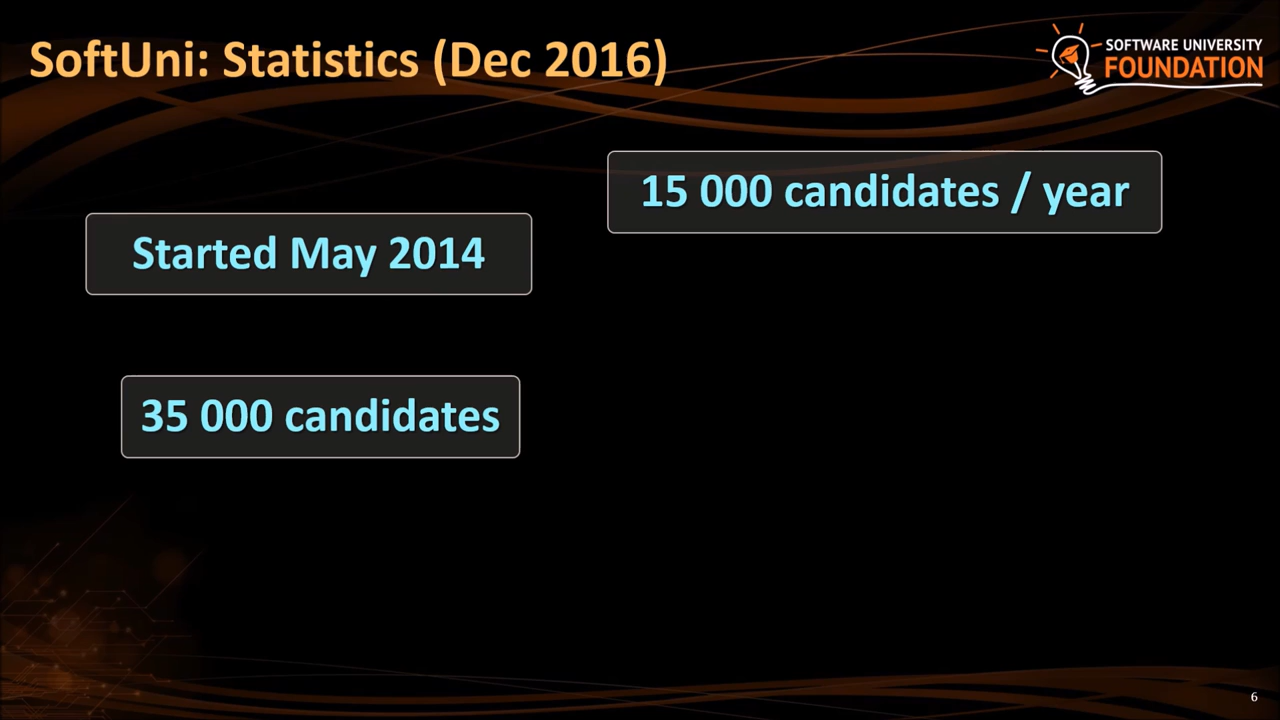 SoftUni: Statistics (Dec 2016)
SOFTWARE UNIVERSITY
FOUNDATION
15 000 candidates / year
Started May 2014
35 000 candidates
6